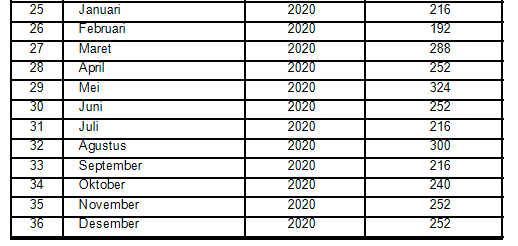 25 Januari 2020 216
26 Februari 2020 192
27 Maret 2020 288
28 April 2020 252
29 Mei 2020 324
30 Juni 2020 252
31 Juli 2020 216
32 Agustus 2020 300
33 September 2020 216
34 Oktober 2020 240
35 November 2020 252
36 Desember 2020 252